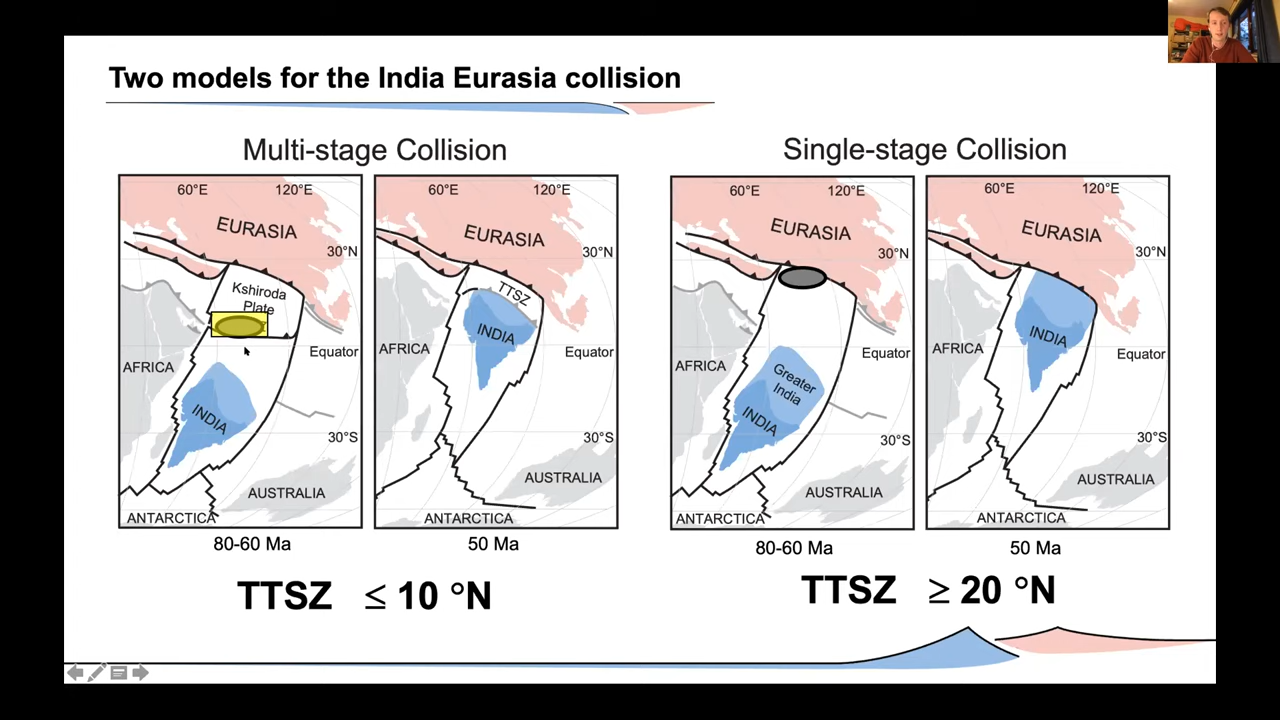 Two models for the India Eurasia collision
Multi-stage Collision
60°E 120°E
EURASIA
30°N
Kshiroda
Plate
Equator
AFRICA
INDIA
30°S
AUSTRALIA
ANTARCTICA
80-60 Ma
60°E 120°E
EURASIA
30°N
TTSZ
INDIA
AFRICA
Equator
30°S
AUSTRALIA
ANTARCTICA
50 Ma
TTSZ ≤ 10 °N
Single-stage Collision
60°E 120°E
EURASIA
30°N
Equator
AFRICA
Greater
India
INDIA
30°S
AUSTRALIA
ANTARCTICA
80-60 Ma
60°E 120°E
EURASIA
30°N
INDIA
AFRICA
Equator
30°S
AUSTRALIA
ANTARCTICA
50 Ma
TTSZ ≥ 20 °N